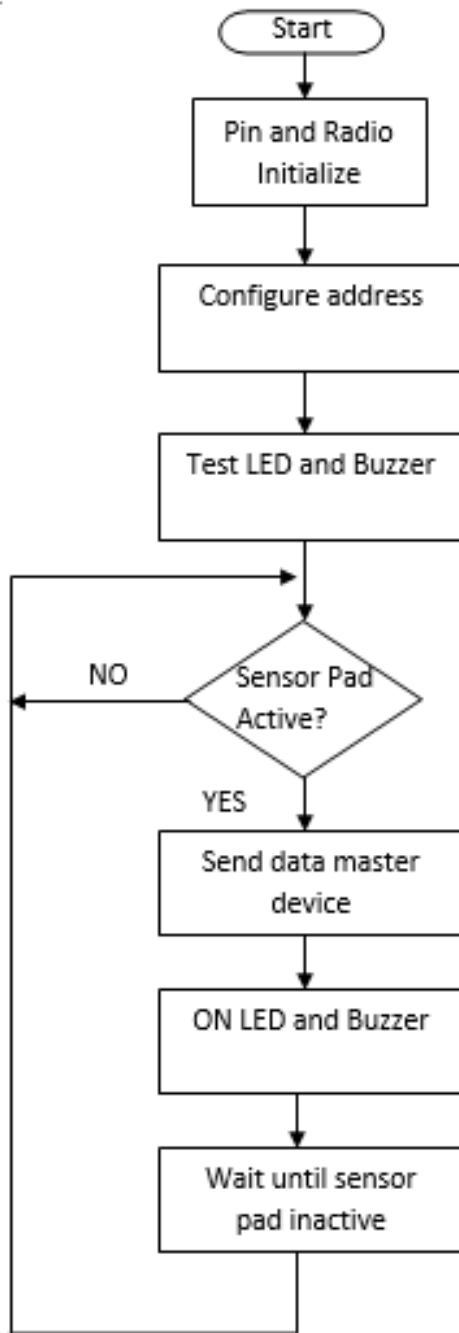 Start
Pin and Radio
Initialize
Configure address
Test LED and Buzzer
NO
Sensor Pad
Active?
YES
Send data master
device
ON LED and Buzzer
Wait until sensor
pad inactive